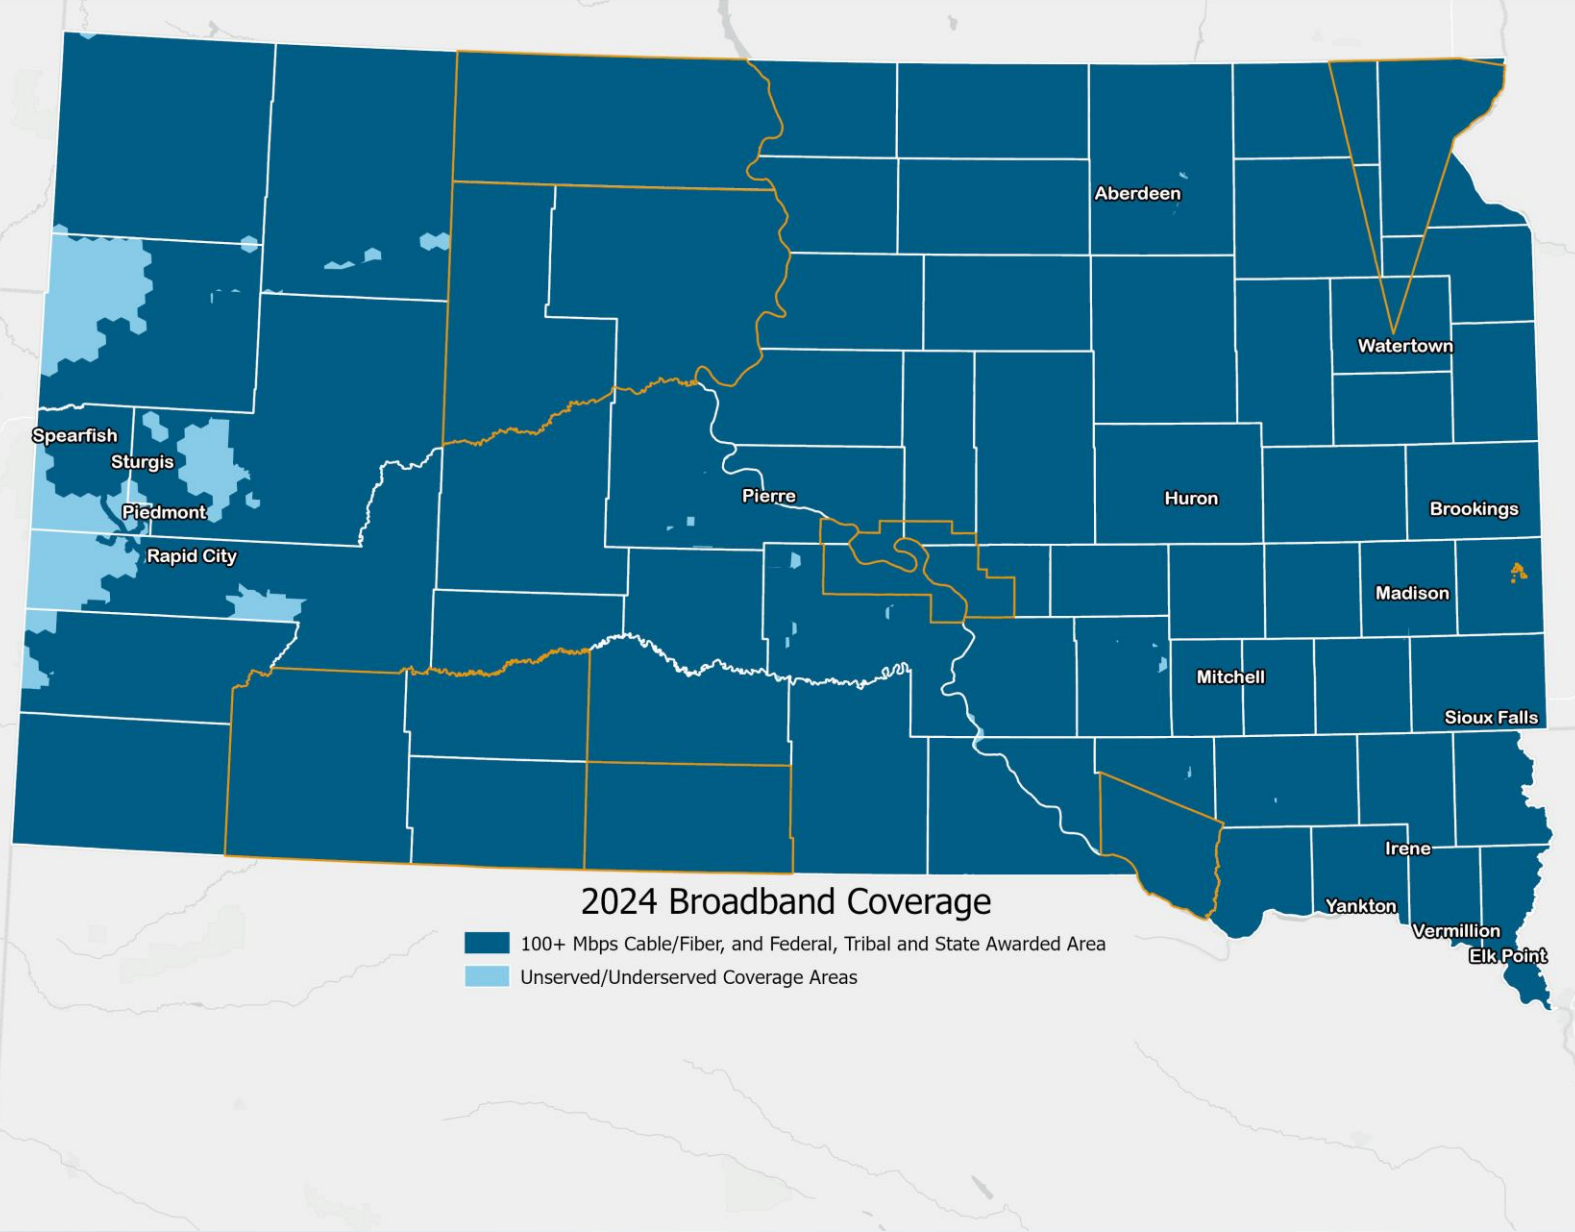 Aberdeen
Watertown
Spearfish
Sturgis
Pierre
Huron
Piedmont
Brookings
Rapid City
Madison
Mitchell
Sioux Falls
Irene
Yankton
Vermillion
Elk Point
2024 Broadband Coverage
100+ Mbps Cable/Fiber, and Federal, Tribal and State Awarded Area
Unserved/Underserved Coverage Areas